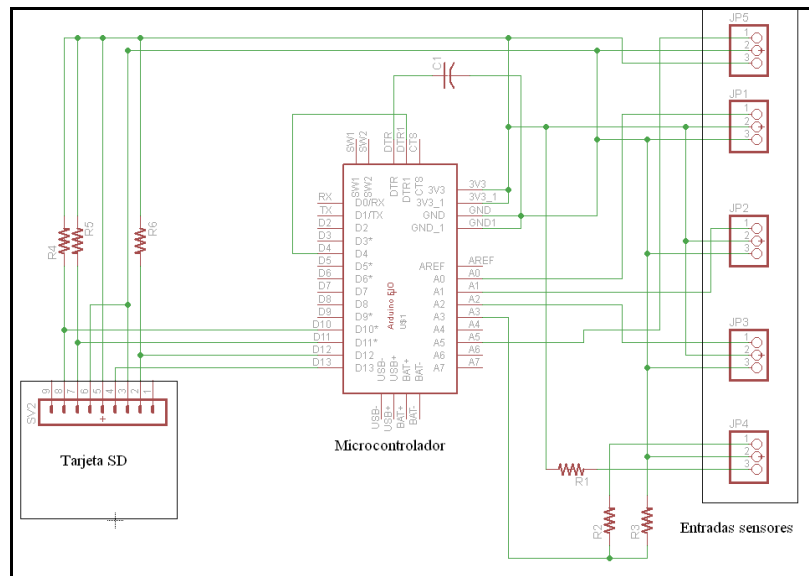 JP5
1
2
3
JP1
1
2
3
JP2
1
2
3
JP3
1
2
3
JP4
1
2
3
Entradas sensores
C1
SW1
SW2
DTR
DTR1
CTS
SW1
SW2
DTR
DTR1
CTS
RX
TX
D2
D3
D4
D5
D6
D7
D8
D9
D10
D11
D12
D13
D0/RX
D1/TX
D2
D3*
D4
D5*
D6*
D7
D8
D9*
D10*
D11*
D12
D13
3V3
3V3_1
GND
GND_1
AREF
A0
A1
A2
A3
A4
A5
A6
A7
3V3
3V3_1
GND
GND1
AREF
A0
A1
A2
A3
A4
A5
A6
A7
Arduino FIO
U$1
USB-
USB+
BAT+
BAT-
USB-
USB+
BAT+
BAT-
Microcontrolador
R4
R5
R6
R1
R2
R3
SV2
9
8
7
6
5
4
3
2
1
Tarjeta SD